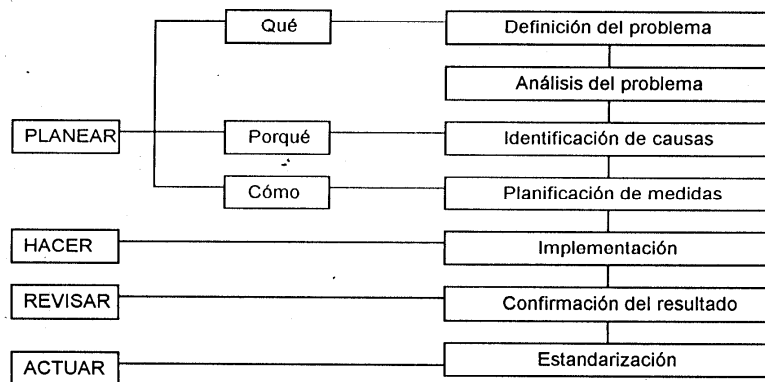 Qué
Definición del problema
Análisis del problema
PLANEAR
Porqué
Identificación de causas
Cómo
Planificación de medidas
HACER
Implementación
REVISAR
Confirmación del resultado
ACTUAR
Estandarización